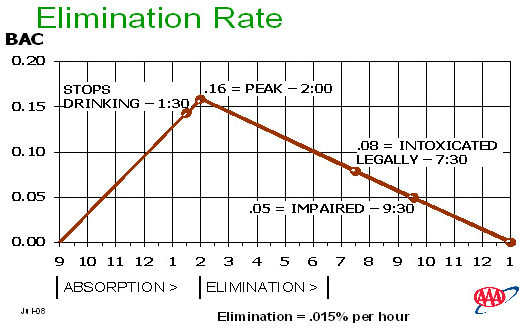 Elimination Rate
BAC
0.20
STOPS
DRINKING – 1:30
.16 = PEAK – 2:00
0.15
.08 = INTOXICATED
LEGALLY – 7:30
0.10
0.05
.05 = IMPAIRED – 9:30
0.00
9 10 11 12 1 2 3 4 5 6 7 8 9 10 11 12 1
ABSORPTION > ELIMINATION >
AAA
Elimination = .015% per hour